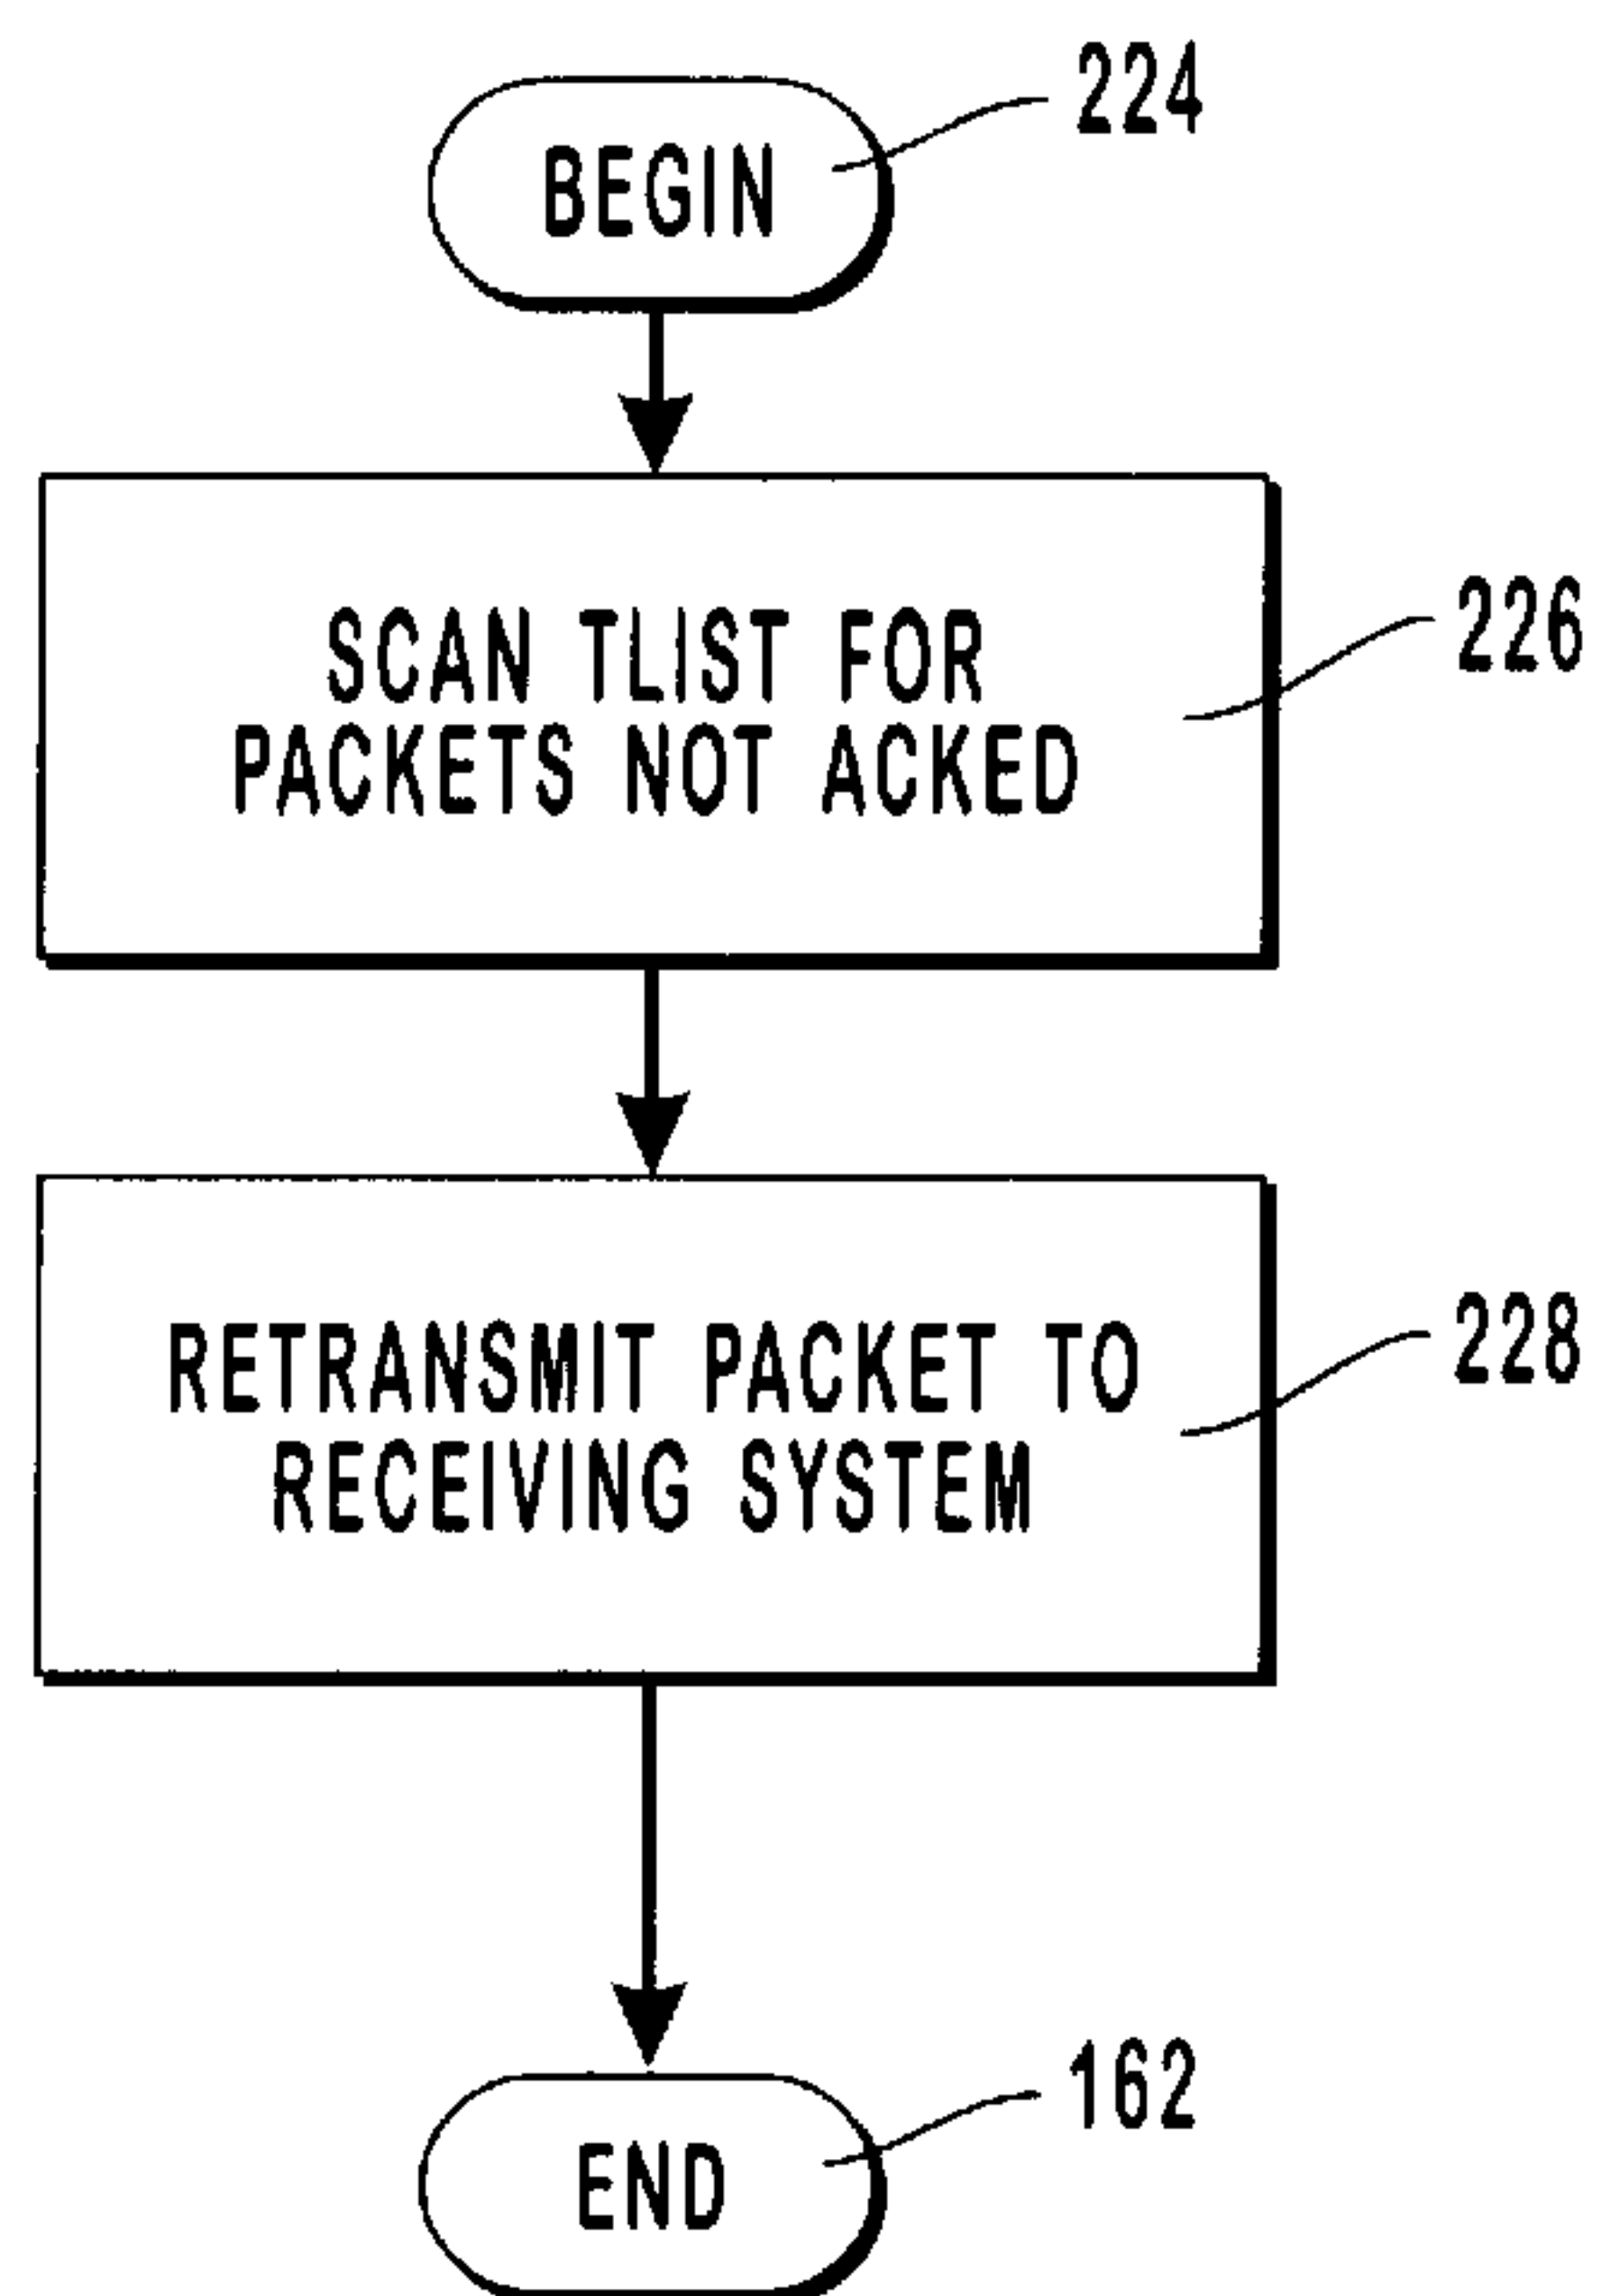 224
BEGIN
SCAN TLIST FOR
PACKETS NOT ACKED
226
RETRANSMIT PACKET TO
RECEIVING SYSTEM
228
162
END